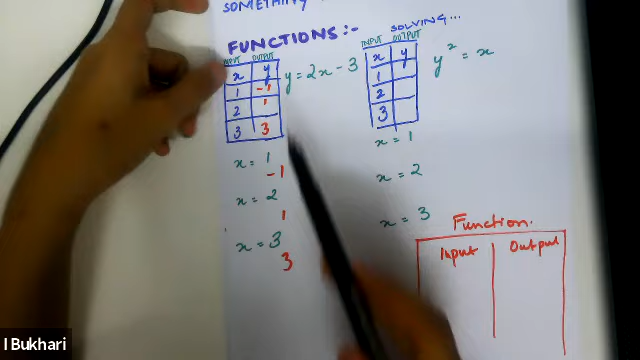 SOMETHING
SOLVING...
FUNCTIONS:-
INPUT OUTPUT
x y
1 -1
2 1
3 3
y = 2x - 3
x = 1
-1
x = 2
1
x = 3
3
INPUT OUTPUT
x y
1
2
3
y² = x
x = 1
x = 2
x = 3
Function.
Input Output
I Bukhari